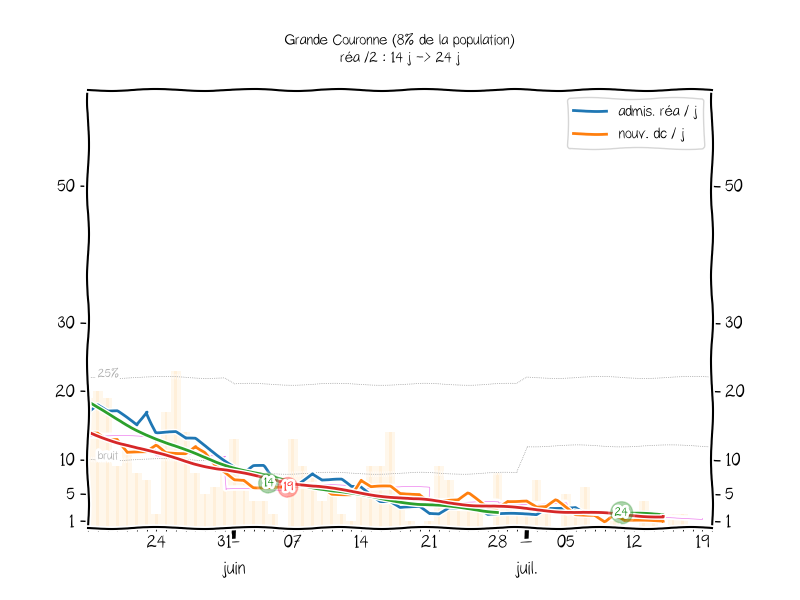 Grande Couronne (8% de la population)
réa /2 : 14 j -> 24 j
admis. réa / j
nouv. dc / j
50 50
30 30
25%
20 20
bruit
10 10
5 5
1 1
14 19 24
24 31 07 14 21 28 05 12 19
juin juil.